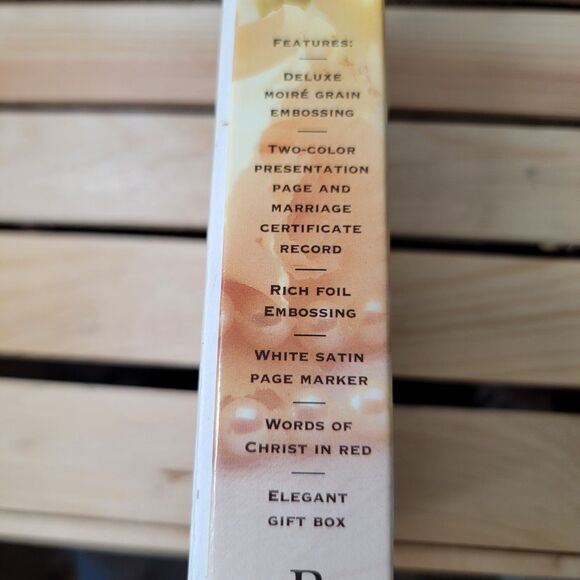 FEATURES:
DELUXE
MOIRÉ GRAIN
EMBOSSING
TWO-COLOR
PRESENTATION
PAGE AND
MARRIAGE
CERTIFICATE
RECORD
RICH FOIL
EMBOSSING
WHITE SATIN
PAGE MARKER
WORDS OF
CHRIST IN RED
ELEGANT
GIFT BOX